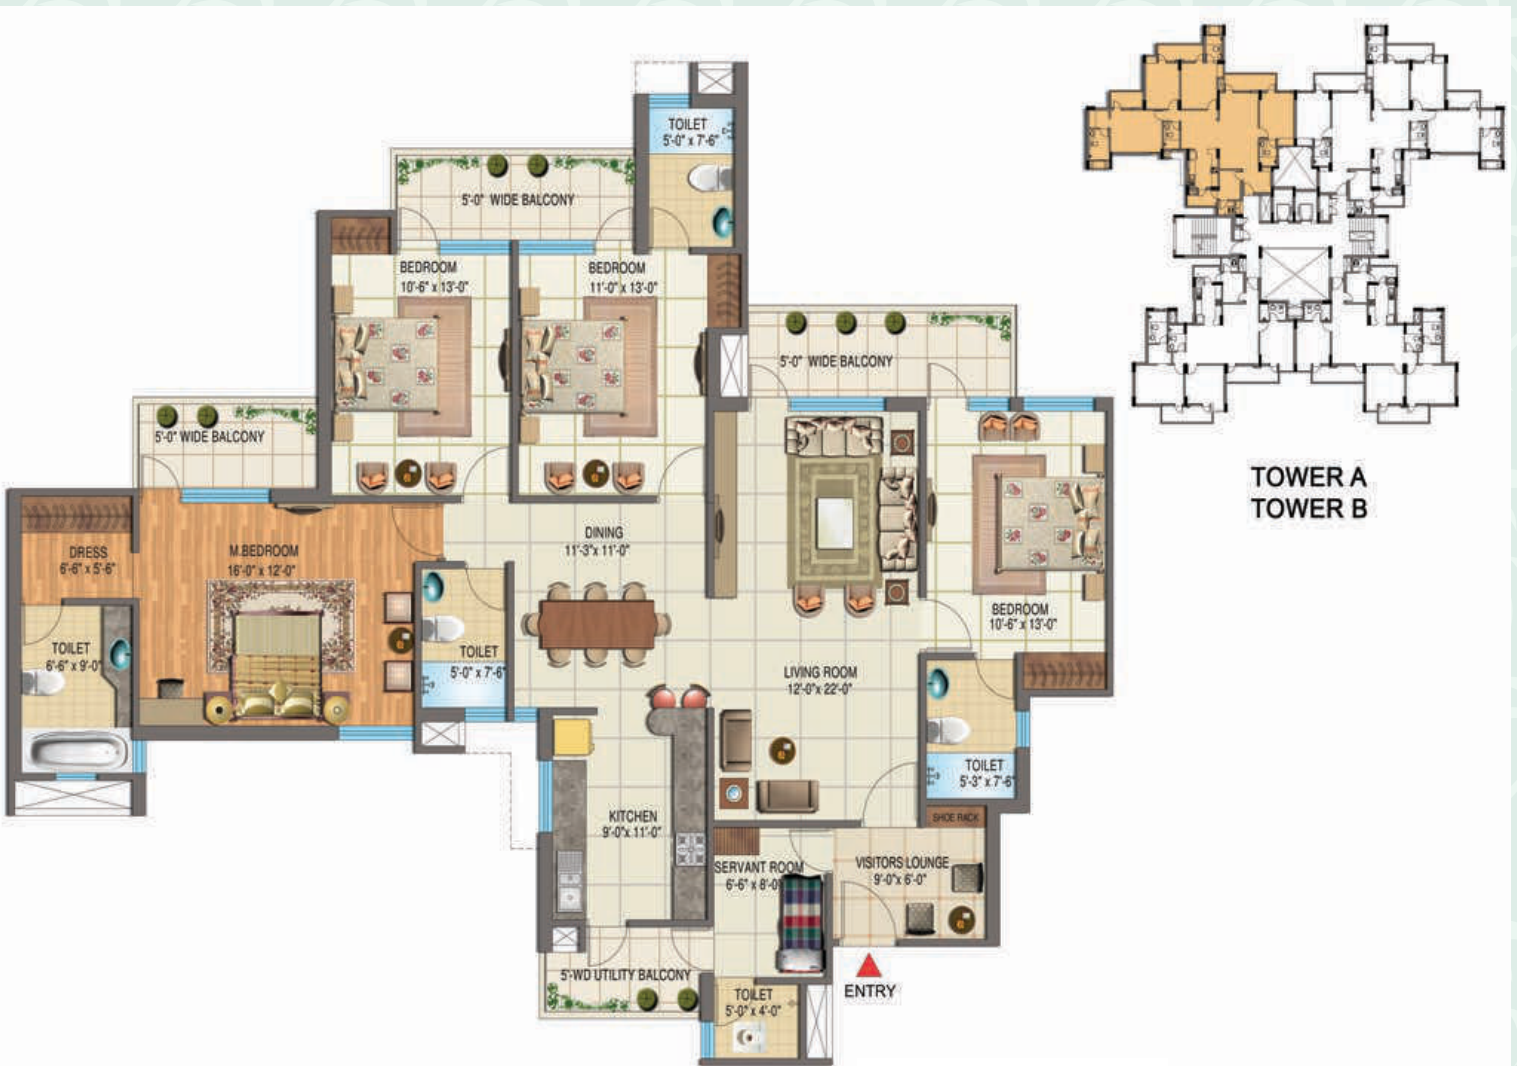 TOILET
5'-0" x 7'-6"
5'-0" WIDE BALCONY
BEDROOM
10'-6" x 13'-0"
BEDROOM
11'-0" x 13'-0"
5'-0" WIDE BALCONY
5'-0" WIDE BALCONY
TOWER A
TOWER B
DRESS
6'-6" x 5'-6"
M.BEDROOM
16'-0" x 12'-0"
DINING
11'-3"x 11'-0"
BEDROOM
10'-6" x 13'-0"
TOILET
6'-6" x 9'-0"
TOILET
5'-0" x 7'-6"
LIVING ROOM
12'-0"x 22'-0"
TOILET
5'-3" x 7'-6"
KITCHEN
9'-0"x 11'-0"
SHOE RACK
SERVANT ROOM
6'-6" x 8'-0"
VISITORS LOUNGE
9'-0"x 6'-0"
5'-WD UTILITY BALCONY
ENTRY
TOILET
5'-0" x 4'-0"